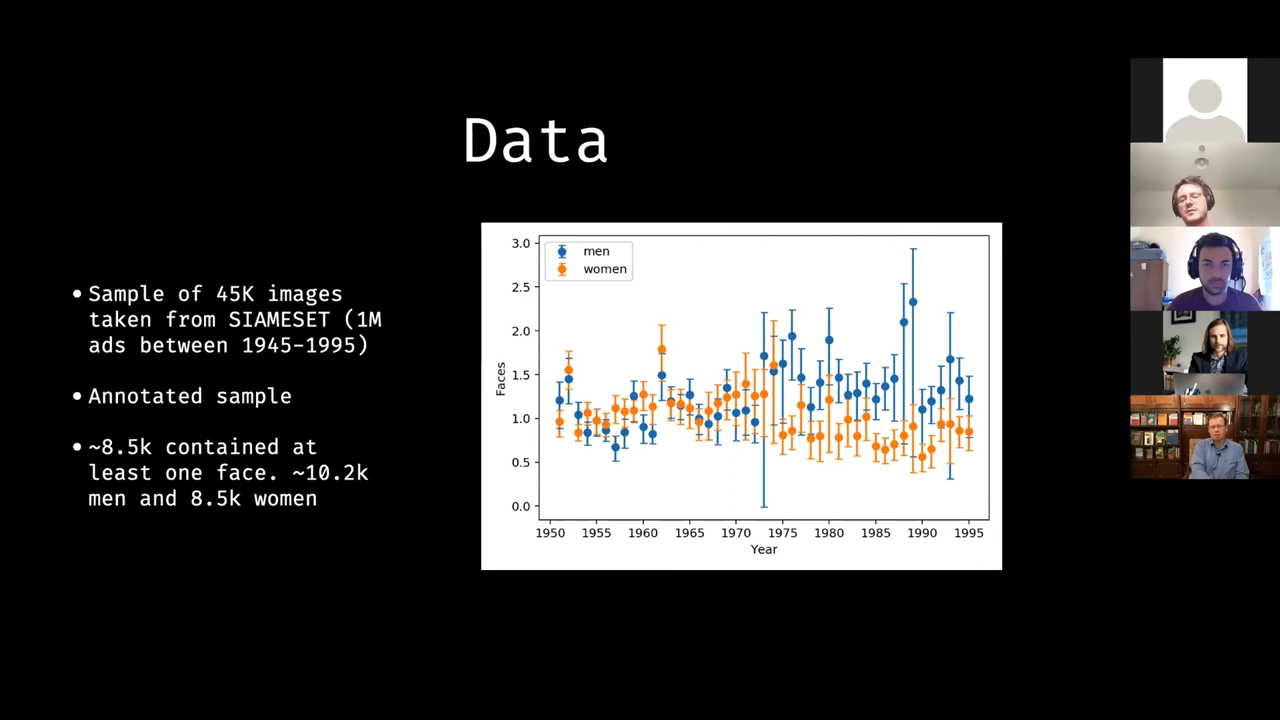 Data
• Sample of 45K images
taken from SIAMESET (1M
ads between 1945-1995)
• Annotated sample
• ~8.5k contained at
least one face. ~10.2k
men and 8.5k women
men
women
3.0
2.5
2.0
1.5
1.0
0.5
0.0
Faces
1950 1955 1960 1965 1970 1975 1980 1985 1990 1995
Year